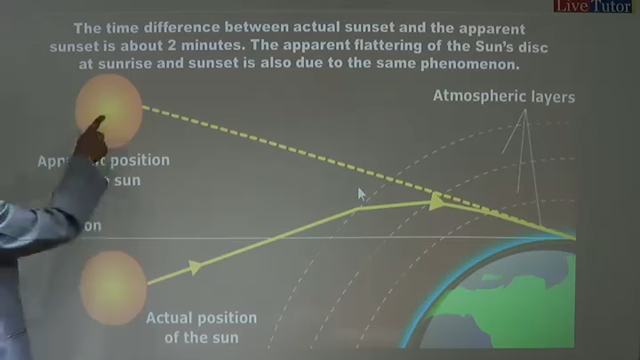 Live Tutor
The time difference between actual sunset and the apparent
sunset is about 2 minutes. The apparent flattering of the Sun's disc
at sunrise and sunset is also due to the same phenomenon.
Atmospheric layers
position
sun
Actual position
of the sun